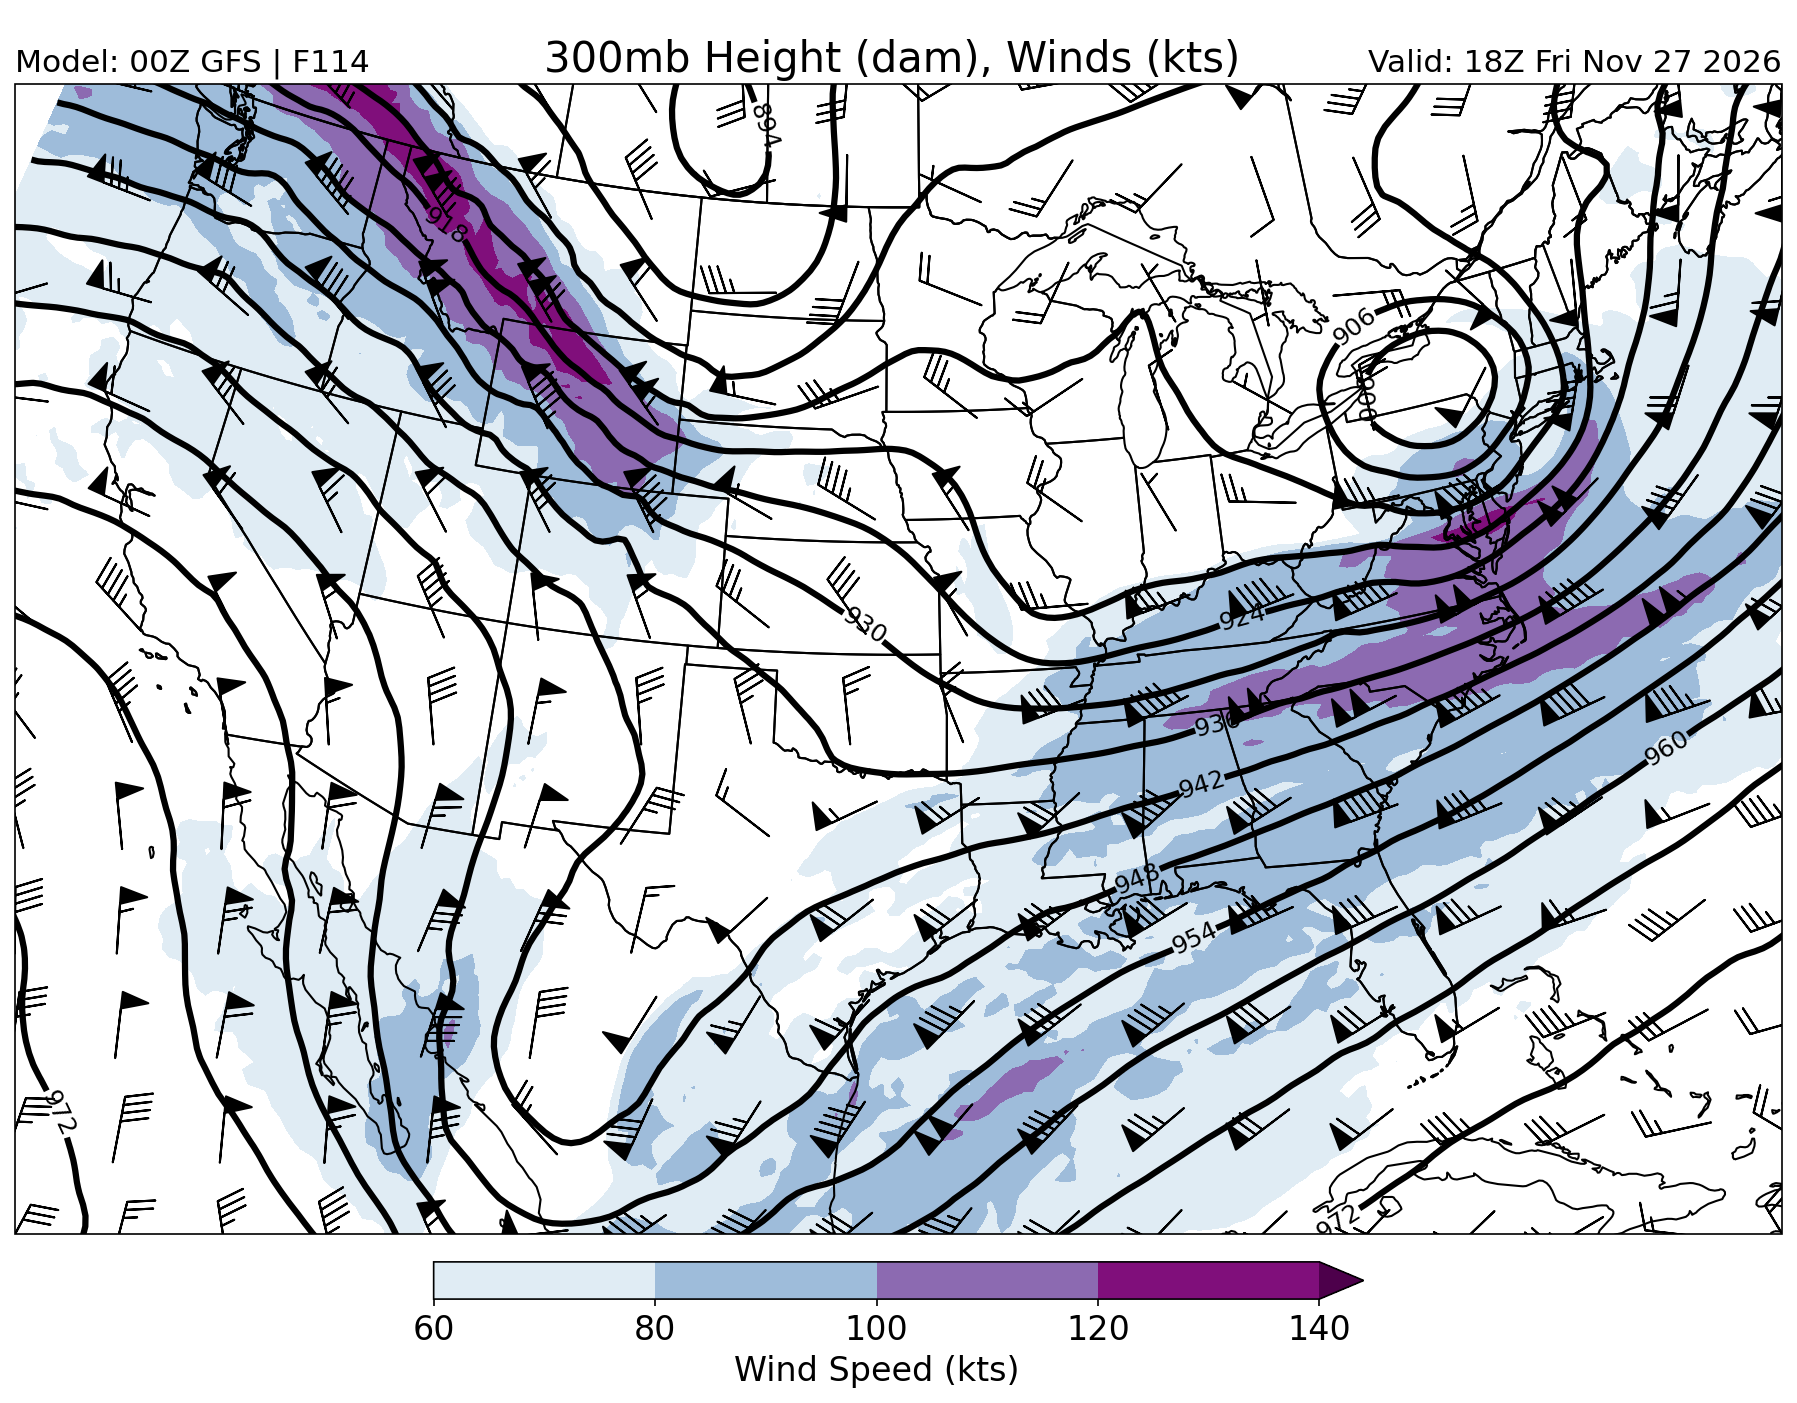 Model: 00Z GFS | F114
300mb Height (dam), Winds (kts)
Valid: 18Z Fri Nov 27 2026
894
918
906
900
930
924
936
942
960
948
954
972
972
60 80 100 120 140
Wind Speed (kts)